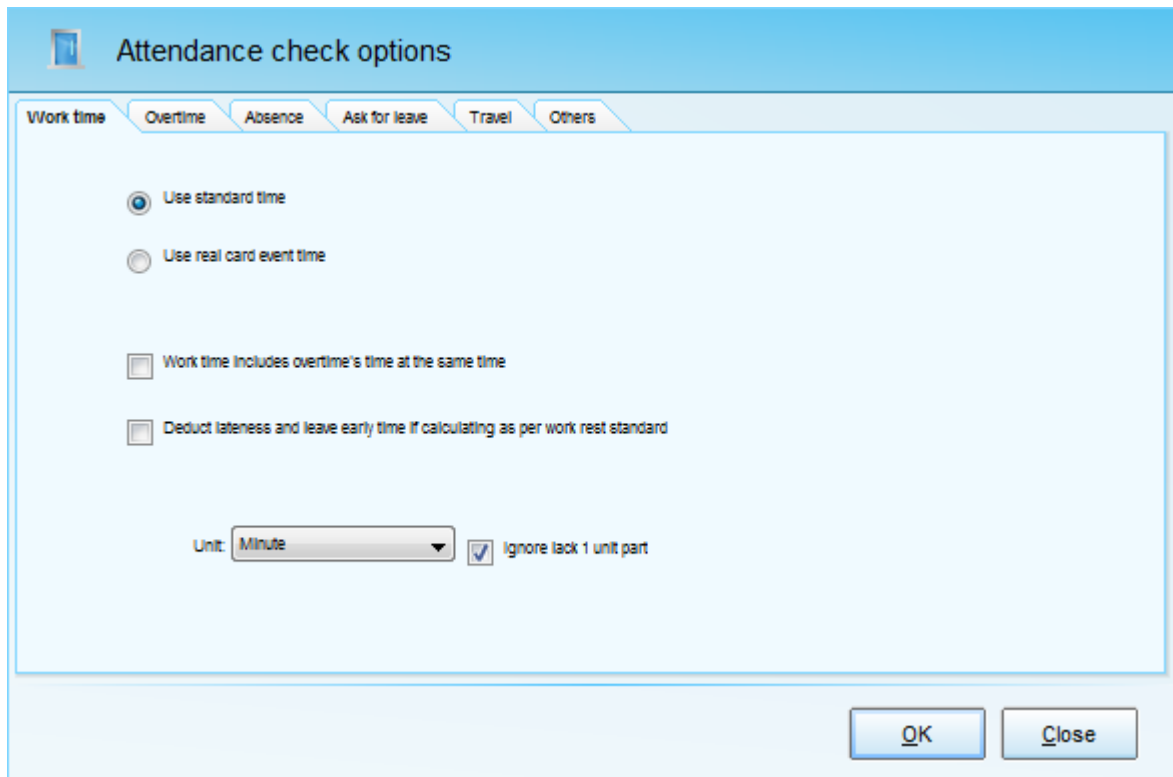 Attendance check options
Work time Overtime Absence Ask for leave Travel Others
Use standard time
Use real card event time
Work time includes overtime's time at the same time
Deduct lateness and leave early time if calculating as per work rest standard
Unit: Minute Ignore lack 1 unit part
OK Close